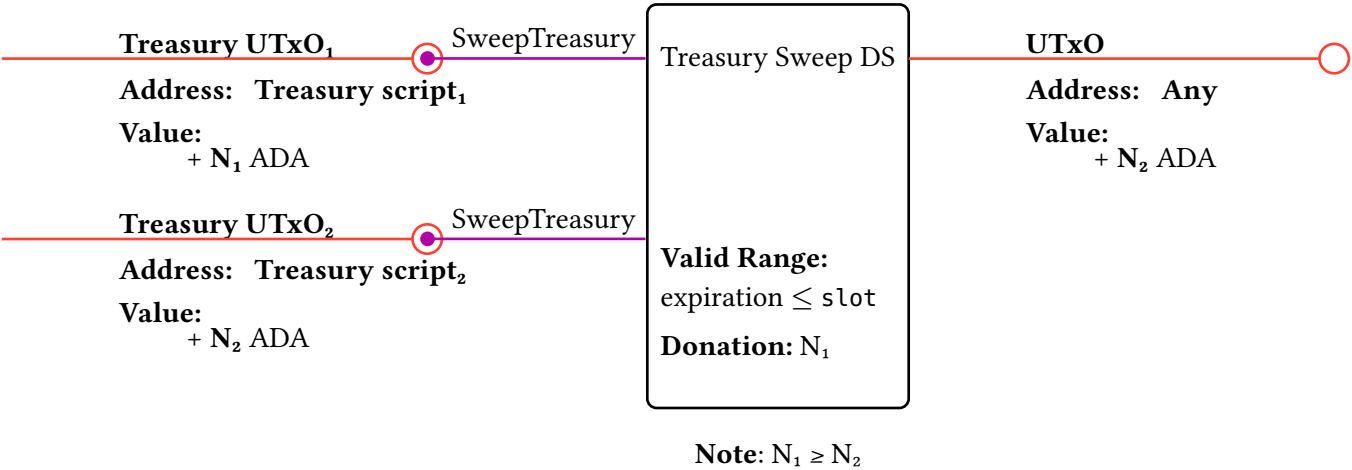 Treasury UTxO₁
SweepTreasury
Address: Treasury script₁
Value:
+ N₁ ADA
Treasury UTxO₂
SweepTreasury
Address: Treasury script₂
Value:
+ N₂ ADA
Treasury Sweep DS
Valid Range:
expiration ≤ slot
Donation: N₁
UTxO
Address: Any
Value:
+ N₂ ADA
Note: N₁ ≥ N₂